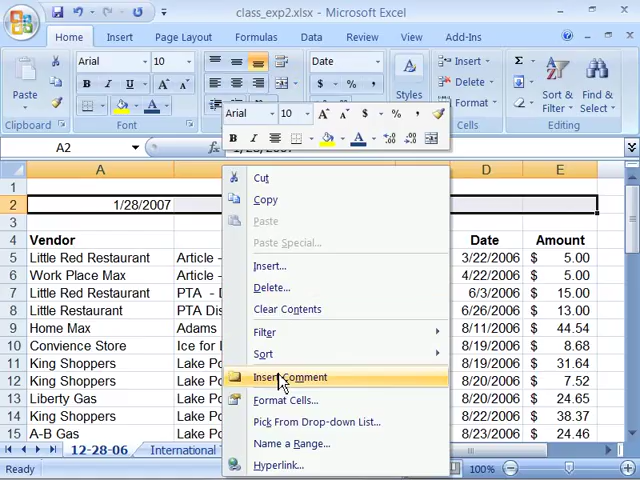 class_exp2.xlsx - Microsoft Excel
Home Insert Page Layout Formulas Data Review View Add-Ins
Paste
Clipboard
Arial 10
B I U
Font
Date
$ % ,
Styles
Insert
Delete
Format
Cells
Σ
Sort & Filter
Find & Select
Editing
Arial 10 A A $ % ,
B I A
A2 fx
A D E
1
2 1/28/2007
3
4 Vendor Date Amount
5 Little Red Restaurant Article - 3/22/2006 $ 5.00
6 Work Place Max Article - 4/22/2006 $ 5.00
7 Little Red Restaurant PTA - 6/3/2006 $ 15.00
8 Little Restaurant PTA Dis 6/26/2006 $ 13.00
9 Home Max Adams 8/11/2006 $ 44.54
10 Convience Store Ice for 8/19/2006 $ 8.68
11 King Shoppers Lake Po 8/19/2006 $ 31.64
12 King Shoppers Lake Po 8/20/2006 $ 7.52
13 Liberty Gas Lake Po 8/21/2006 $ 24.65
14 King Shoppers Lake Po 8/22/2006 $ 38.37
15 A-B Gas Lake Po 8/23/2006 $ 24.46
Cut
Copy
Paste
Paste Special...
Insert...
Delete...
Clear Contents
Filter
Sort
Insert Comment
Format Cells...
Pick From Drop-down List...
Name a Range...
Hyperlink...
12-28-06 International T
Ready 100%